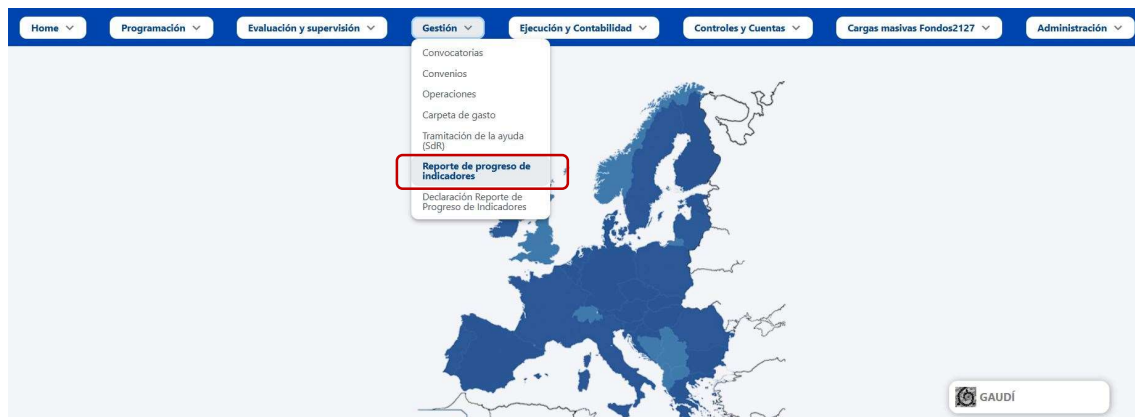 Home
Programación
Evaluación y supervisión
Gestión
Ejecución y Contabilidad
Controles y Cuentas
Cargas masivas Fondos2127
Administración
Convocatorias
Convenios
Operaciones
Carpeta de gasto
Tramitación de la ayuda
(SdR)
Reporte de progreso de
indicadores
Declaración Reporte de
Progreso de Indicadores
GAUDÍ